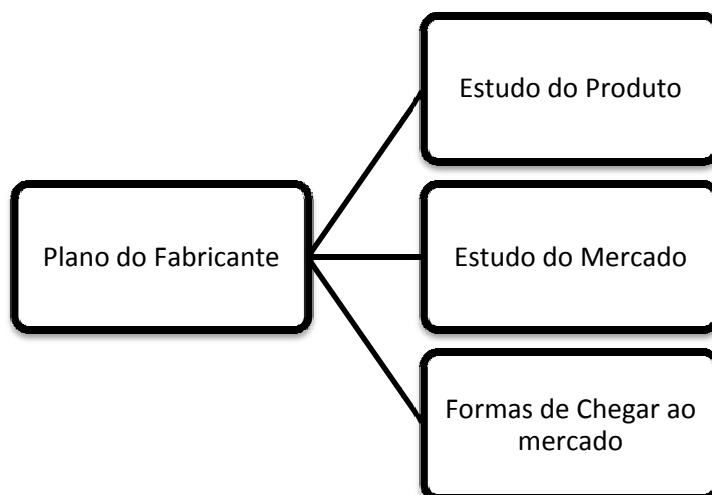 Estudo do Produto
Plano do Fabricante
Estudo do Mercado
Formas de Chegar ao
mercado